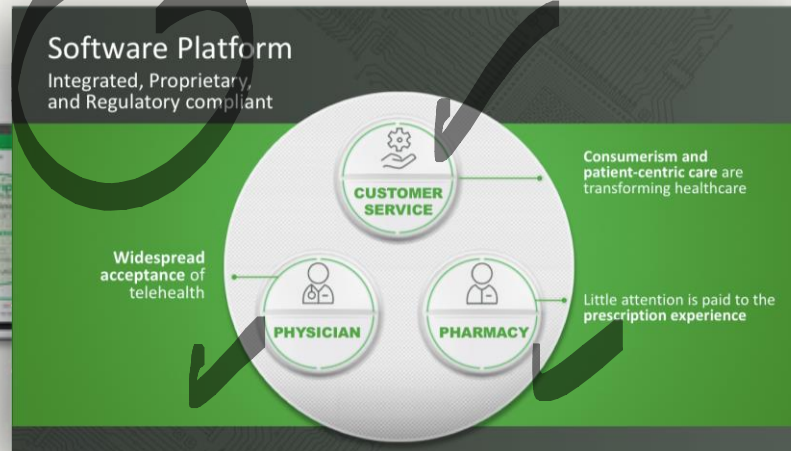 Software Platform
Integrated, Proprietary,
and Regulatory compliant
CUSTOMER
SERVICE
Consumerism and
patient-centric care are
transforming healthcare
Widespread
acceptance of
telehealth
PHYSICIAN
PHARMACY
Little attention is paid to the
prescription experience